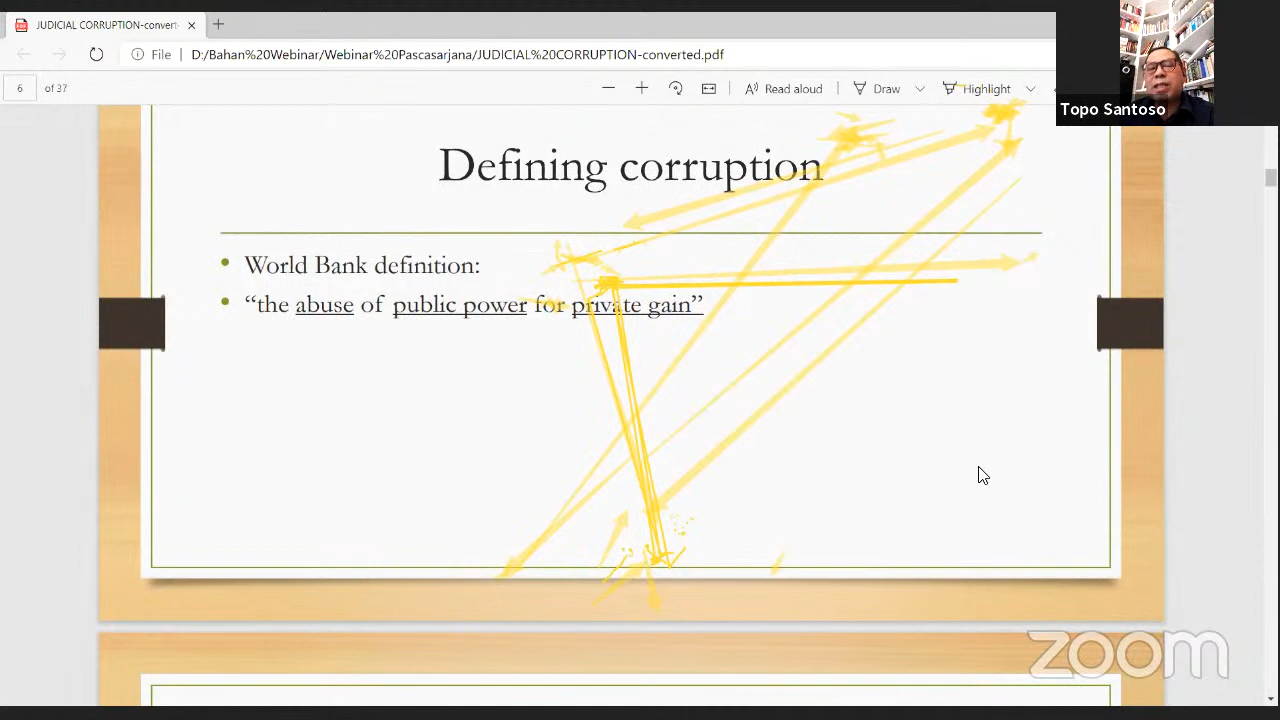 JUDICIAL CORRUPTION-convert
File D:/Bahan%20Webinar/Webinar%20Pascasarjana/JUDICIAL%20CORRUPTION-converted.pdf
6 of 37
Read aloud
Draw
Highlight
Topo Santoso
Defining corruption
World Bank definition:
“the abuse of public power for private gain”
zoom